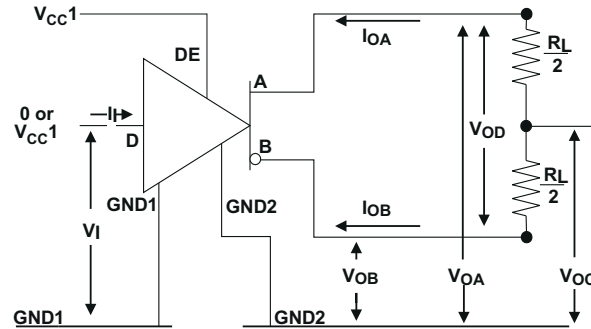 VCC1
DE
IOA
RL
2
A
0 or
VCC1
II
D
B
VOD
RL
2
GND1
GND2
IOB
VI
VOB
VOA
VOC
GND1
GND2